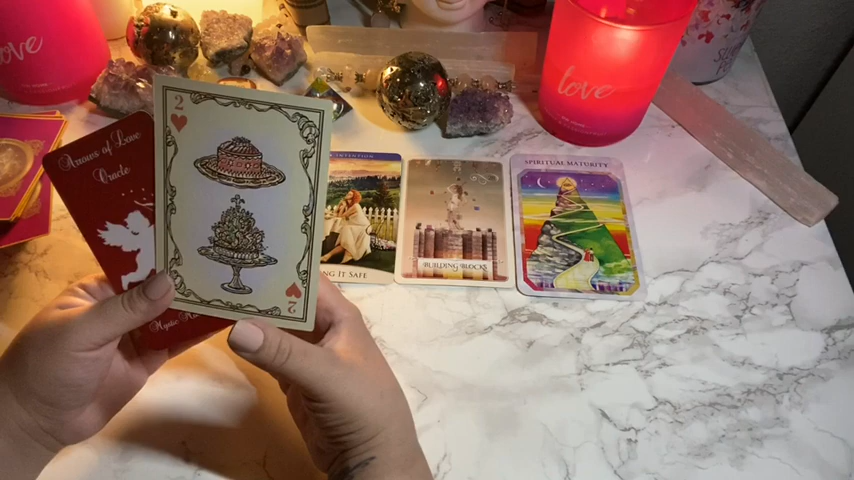 love
love
2
Arrows of Love
Oracle
INTENTION
NG IT SAFE
BUILDING BLOCKS
SPIRITUAL MATURITY
2